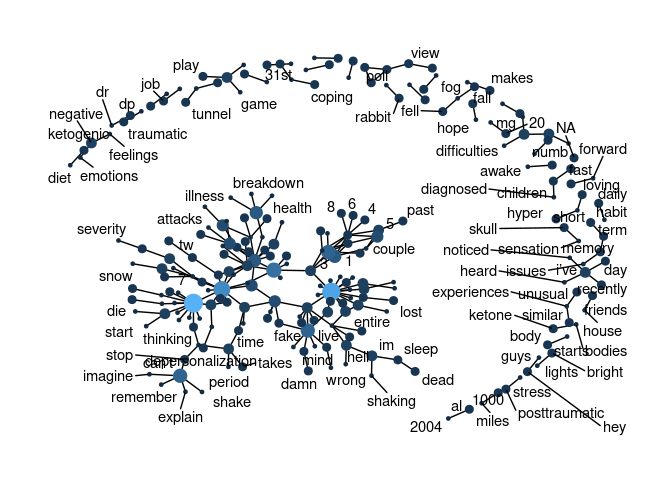 view
play
31st
poll
makes
job
dr
fog
fall
coping
game
tunnel
dp
negative
rabbit
fell
mg
20
NA
ketogenic
traumatic
hope
feelings
difficulties
numb
forward
diet
emotions
awake
fast
breakdown
diagnosed
children
loving
daily
illness
health
8
6
4
past
hyper
short
habit
attacks
5
skull
term
severity
tw
couple
noticed
sensation
memory
1
3
heard
issues
i've
day
snow
7
experiences
unusual
recently
die
lost
ketone
similar
friends
start
entire
house
thinking
fake
live
body
time
im
sleep
stop
depersonalization
takes
mind
hell
guys
starts
bodies
can't
imagine
period
damn
wrong
dead
lights
bright
remember
shake
shaking
stress
explain
al
1000
posttraumatic
2004
miles
hey